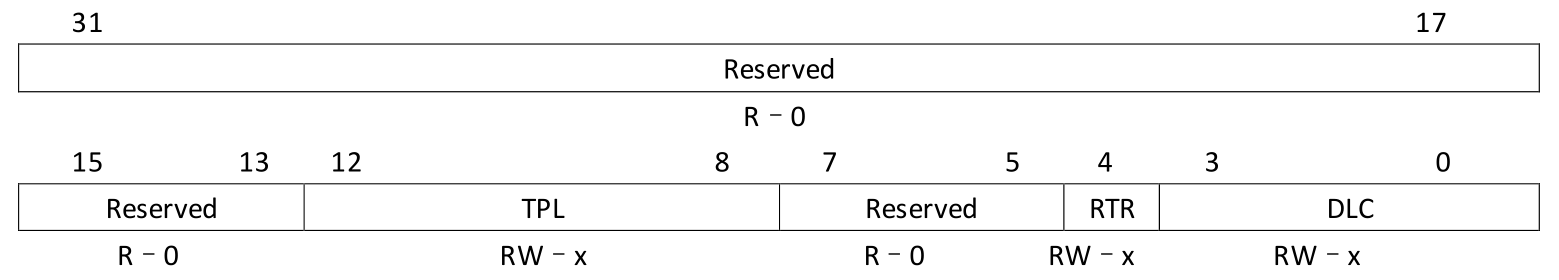 31 17
Reserved
R – 0
15 13 12 8 7 5 4 3 0
Reserved TPL Reserved RTR DLC
R – 0 RW – x R – 0 RW – x RW – x